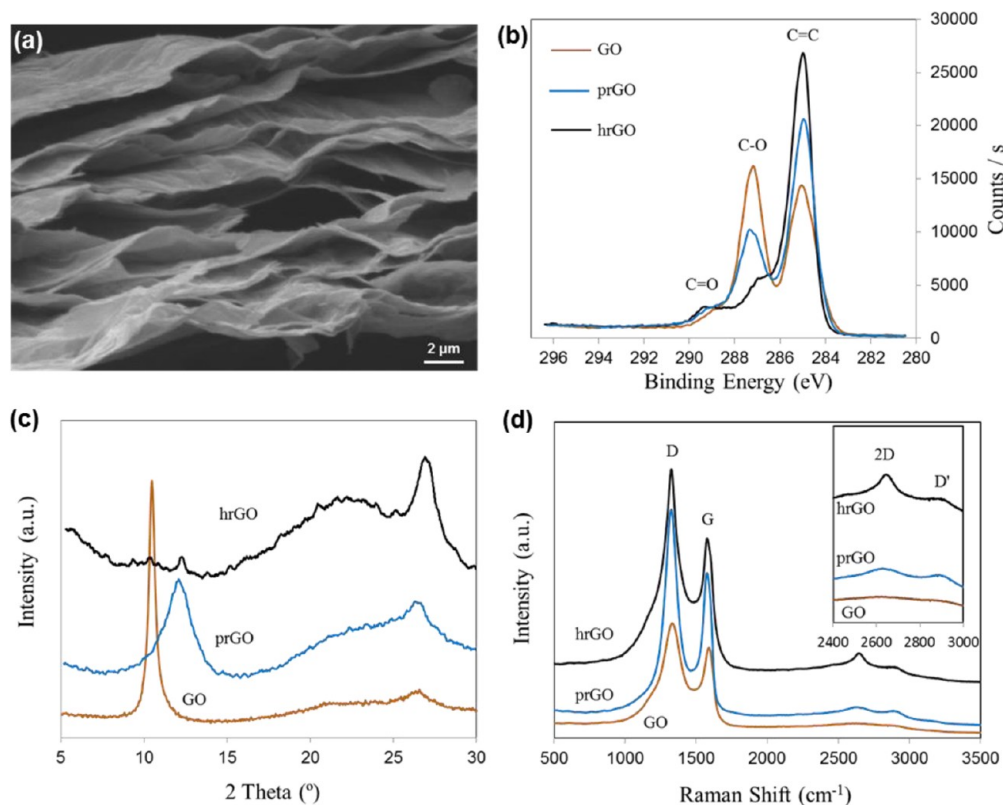 (a)
2 µm
(b)
GO
prGO
hrGO
C=O
C-O
C=C
30000
25000
20000
15000
10000
5000
0
Counts / s
296 294 292 290 288 286 284 282 280
Binding Energy (eV)
(c)
hrGO
prGO
GO
Intensity (a.u.)
5 10 15 20 25 30
2 Theta (º)
(d)
D
G
hrGO
prGO
GO
2D
D'
hrGO
prGO
GO
2400 2600 2800 3000
Intensity (a.u.)
500 1000 1500 2000 2500 3000 3500
Raman Shift (cm⁻¹)